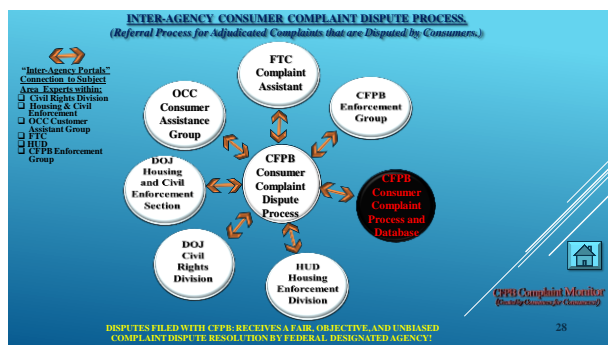 INTER-AGENCY CONSUMER COMPLAINT DISPUTE PROCESS.
(Referral Process for Adjudicated Complaints that are Disputed by Consumers.)
"Inter-Agency Portals"
Connection to Subject
Area Experts within:
❑ Civil Rights Division
❑ Housing & Civil
Enforcement
❑ OCC Customer
Assistant Group
❑ FTC
❑ HUD
❑ CFPB Enforcement
Group
FTC
Complaint
Assistant
OCC
Consumer
Assistance
Group
CFPB
Enforcement
Group
DOJ
Housing
and Civil
Enforcement
Section
CFPB
Consumer
Complaint
Dispute
Process
CFPB
Consumer
Complaint
Process and
Database
DOJ
Civil
Rights
Division
HUD
Housing
Enforcement
Division
CFPB Complaint Monitor
28
DISPUTES FILED WITH CFPB: RECEIVES A FAIR, OBJECTIVE, AND UNBIASED
COMPLAINT DISPUTE RESOLUTION BY FEDERAL DESIGNATED AGENCY!